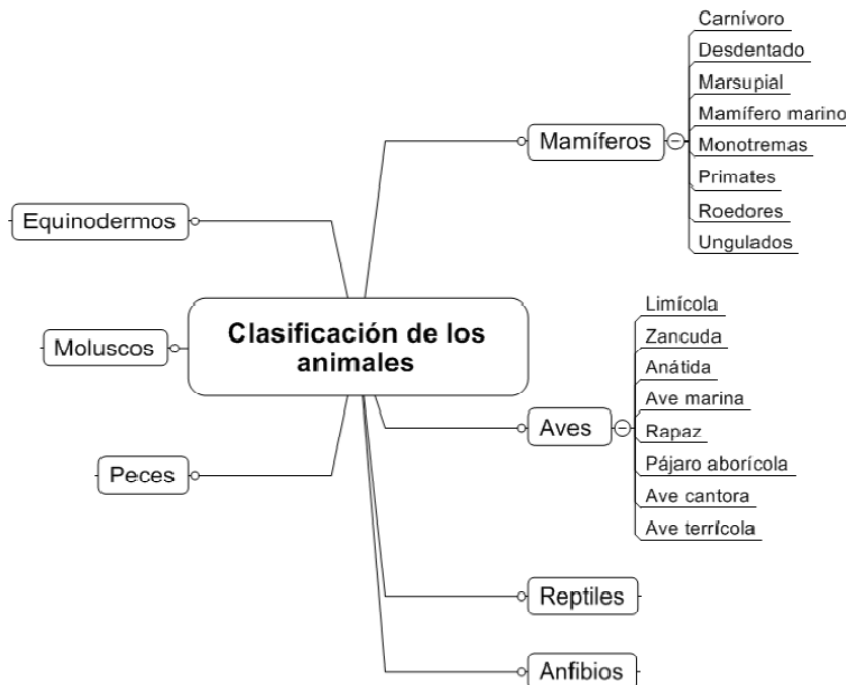 Clasificación de los
animales
Mamíferos
Carnívoro
Desdentado
Marsupial
Mamífero marino
Monotremas
Primates
Roedores
Ungulados
Aves
Limícola
Zancuda
Anátida
Ave marina
Rapaz
Pájaro aborícola
Ave cantora
Ave terrícola
Reptiles
Anfibios
Equinodermos
Moluscos
Peces